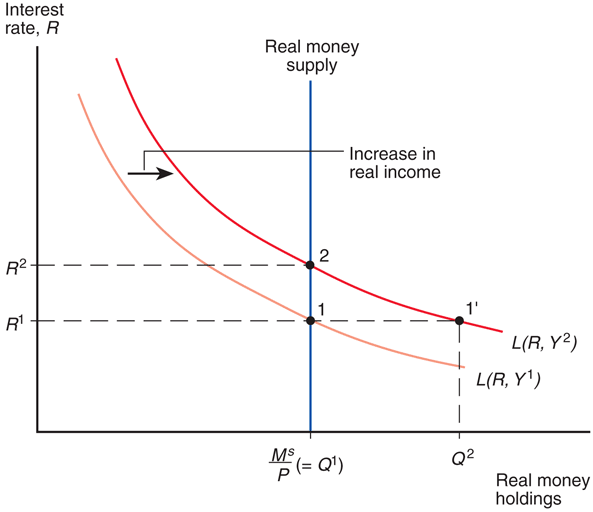 Interest
rate, R
Real money
supply
Increase in
real income
R²
2
R¹
1
1'
L(R, Y²)
L(R, Y¹)
Mˢ/P (= Q¹)
Q²
Real money
holdings